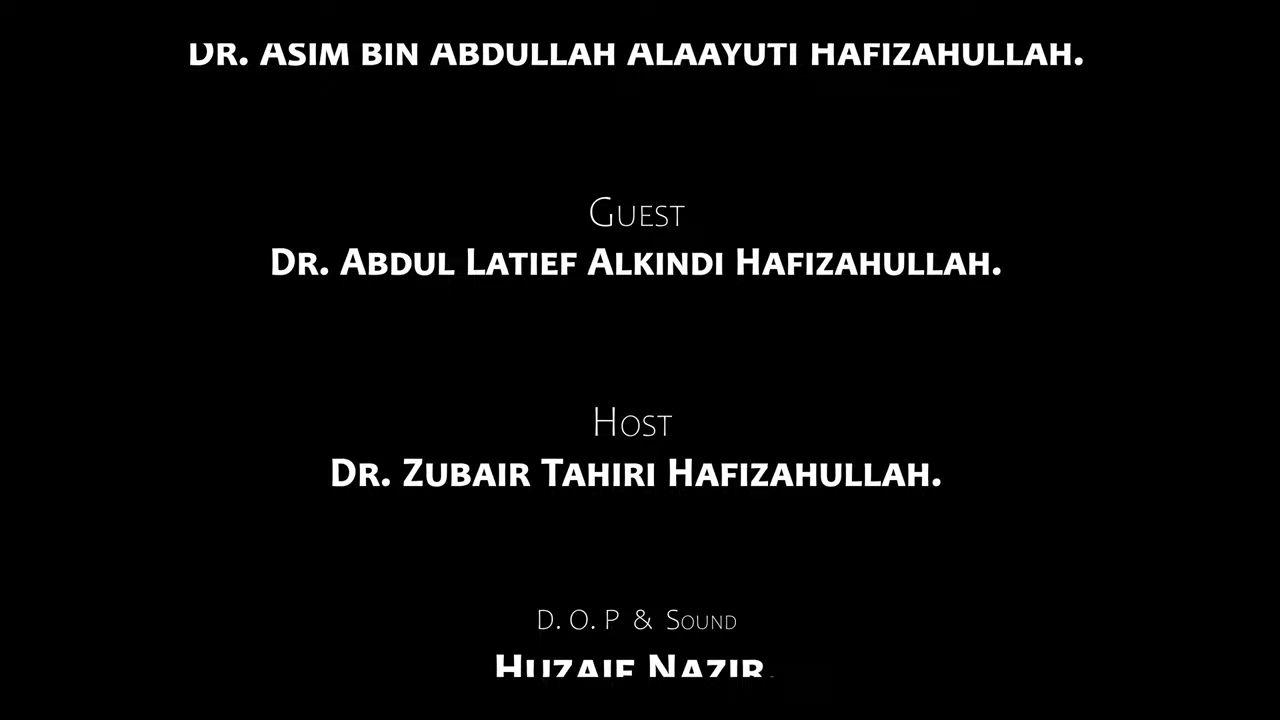 Dr. Asim bin Abdullah Alaayuti Hafizahullah.
Guest
Dr. Abdul Latief Alkindi Hafizahullah.
Host
Dr. Zubair Tahiri Hafizahullah.
D.O.P & Sound
Huzaif Nazir.